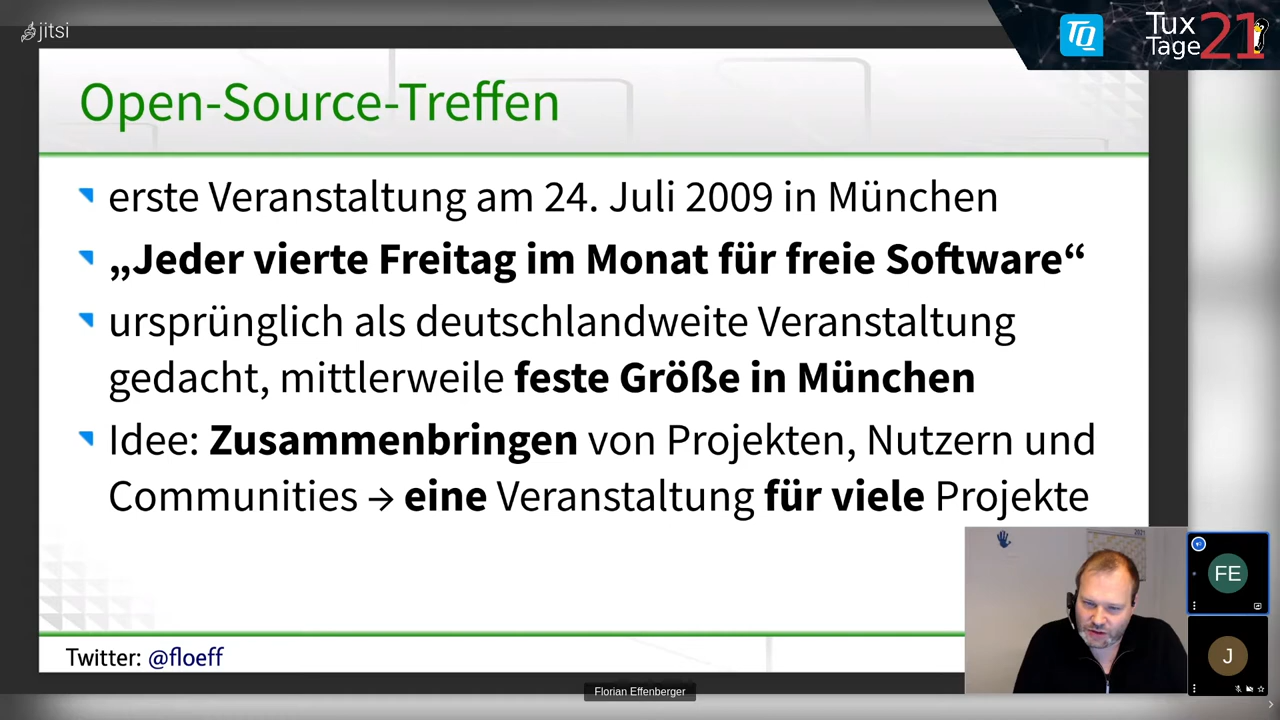 jitsi
TQ
Tux
Tage
21
Open-Source-Treffen
erste Veranstaltung am 24. Juli 2009 in München
„Jeder vierte Freitag im Monat für freie Software“
ursprünglich als deutschlandweite Veranstaltung
gedacht, mittlerweile feste Größe in München
Idee: Zusammenbringen von Projekten, Nutzern und
Communities → eine Veranstaltung für viele Projekte
2021
FE
J
Twitter: @floeff
Florian Effenberger